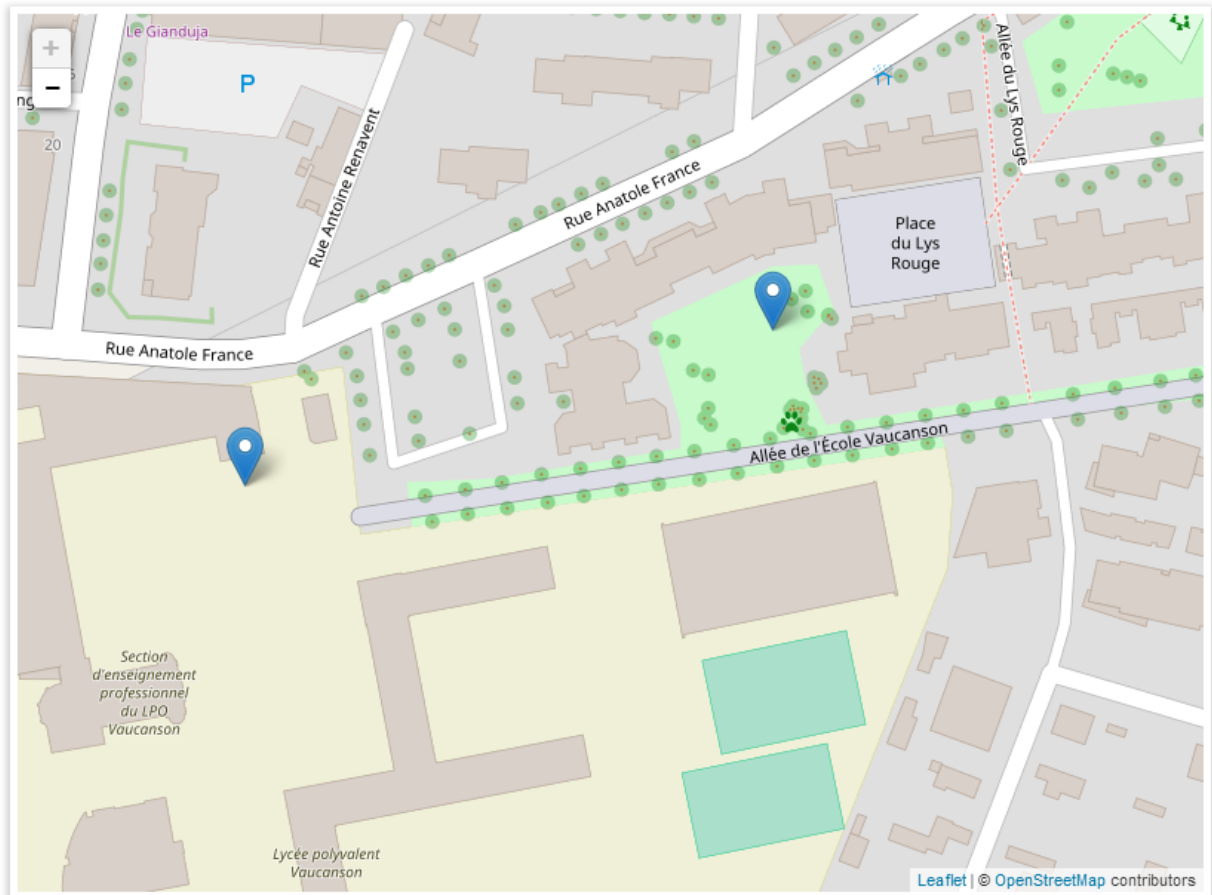 Le Gianduja
+
−
P
20
Rue Antoine Renavent
Rue Anatole France
Allée du Lys Rouge
Place
du Lys
Rouge
Rue Anatole France
Allée de l'École Vaucanson
Section
d'enseignement
professionnel
du LPO
Vaucanson
Lycée polyvalent
Vaucanson
Leaflet | © OpenStreetMap contributors